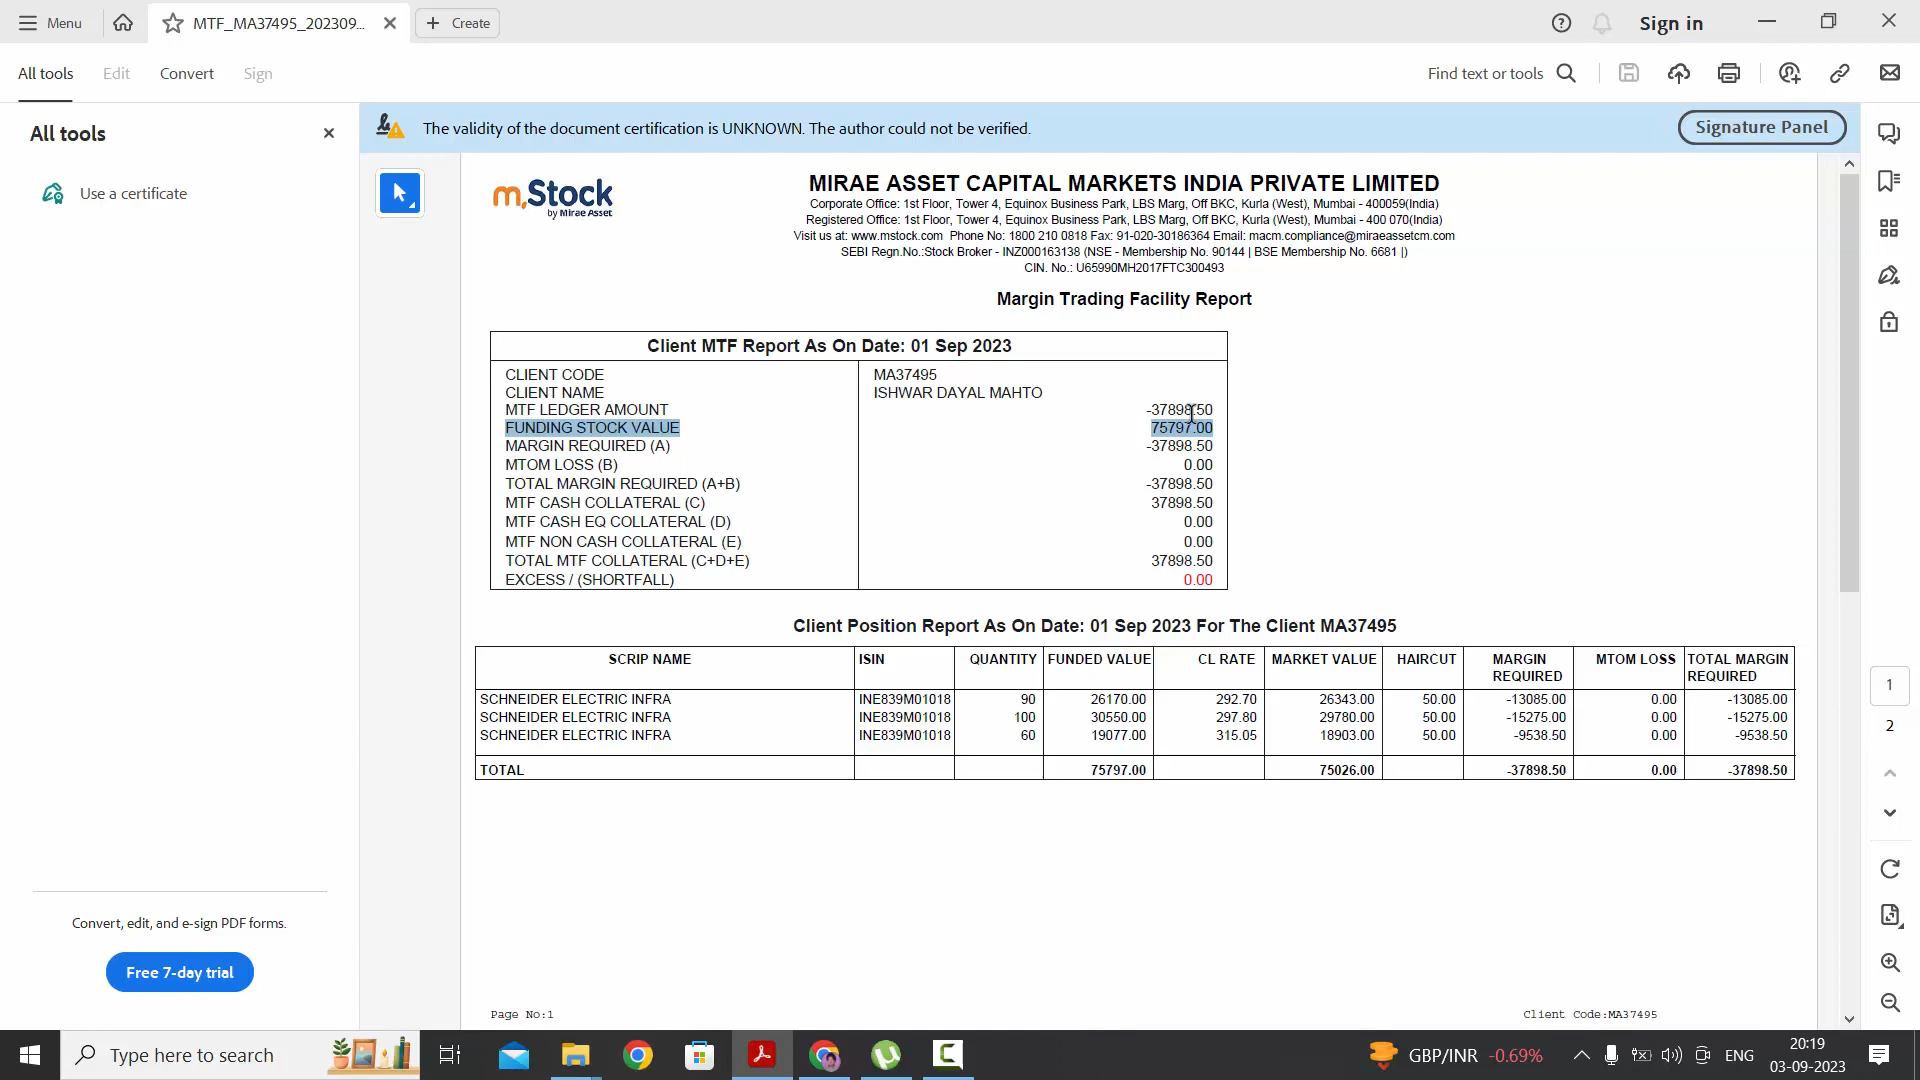 Menu
MTF_MA37495_202309...
Create
Sign in
All tools
Edit
Convert
Sign
Find text or tools
All tools
Use a certificate
The validity of the document certification is UNKNOWN. The author could not be verified.
Signature Panel
m.Stock
by Mirae Asset
MIRAE ASSET CAPITAL MARKETS INDIA PRIVATE LIMITED
Corporate Office: 1st Floor, Tower 4, Equinox Business Park, LBS Marg, Off BKC, Kurla (West), Mumbai - 400059(India)
Registered Office: 1st Floor, Tower 4, Equinox Business Park, LBS Marg, Off BKC, Kurla (West), Mumbai - 400 070(India)
Visit us at: www.mstock.com Phone No: 1800 210 0818 Fax: 91-020-30186364 Email: macm.compliance@miraeassetcm.com
SEBI Regn.No.:Stock Broker - INZ000163138 (NSE - Membership No. 90144 | BSE Membership No. 6681 |)
CIN. No.: U65990MH2017FTC300493
Margin Trading Facility Report
Client MTF Report As On Date: 01 Sep 2023
CLIENT CODE MA37495
CLIENT NAME ISHWAR DAYAL MAHTO
MTF LEDGER AMOUNT -37898.50
FUNDING STOCK VALUE 75797.00
MARGIN REQUIRED (A) -37898.50
MTOM LOSS (B) 0.00
TOTAL MARGIN REQUIRED (A+B) -37898.50
MTF CASH COLLATERAL (C) 37898.50
MTF CASH EQ COLLATERAL (D) 0.00
MTF NON CASH COLLATERAL (E) 0.00
TOTAL MTF COLLATERAL (C+D+E) 37898.50
EXCESS / (SHORTFALL) 0.00
Client Position Report As On Date: 01 Sep 2023 For The Client MA37495
SCRIP NAME ISIN QUANTITY FUNDED VALUE CL RATE MARKET VALUE HAIRCUT MARGIN REQUIRED MTOM LOSS TOTAL MARGIN REQUIRED
SCHNEIDER ELECTRIC INFRA INE839M01018 90 26170.00 292.70 26343.00 50.00 -13085.00 0.00 -13085.00
SCHNEIDER ELECTRIC INFRA INE839M01018 100 30550.00 297.80 29780.00 50.00 -15275.00 0.00 -15275.00
SCHNEIDER ELECTRIC INFRA INE839M01018 60 19077.00 315.05 18903.00 50.00 -9538.50 0.00 -9538.50
TOTAL 75797.00 75026.00 -37898.50 0.00 -37898.50
Page No:1
Client Code:MA37495
1
2
Convert, edit, and e-sign PDF forms.
Free 7-day trial
Type here to search
GBP/INR -0.69%
ENG
20:19
03-09-2023